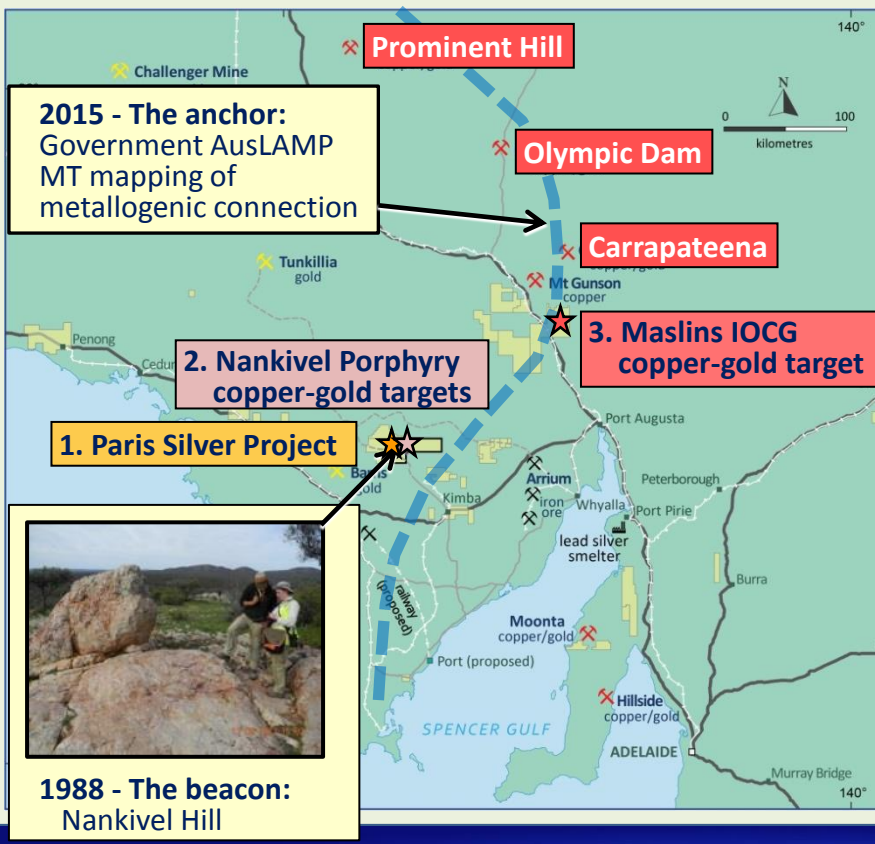 140°
Prominent Hill
Challenger Mine
2015 - The anchor:
Government AusLAMP
MT mapping of
metallogenic connection
N
0 100
kilometres
Olympic Dam
Carrapateena
copper/gold
Tunkillia
gold
Mt Gunson
copper
Penong
3. Maslins IOCG
copper-gold target
2. Nankivel Porphyry
copper-gold targets
Port Augusta
1. Paris Silver Project
gold
Kimba
Arrium
iron
ore
Whyalla
Peterborough
Port Pirie
lead silver
smelter
railway
(proposed)
Burra
Moonta
copper/gold
Port (proposed)
Hillside
copper/gold
SPENCER GULF
ADELAIDE
Murray Bridge
140°
1988 - The beacon:
Nankivel Hill